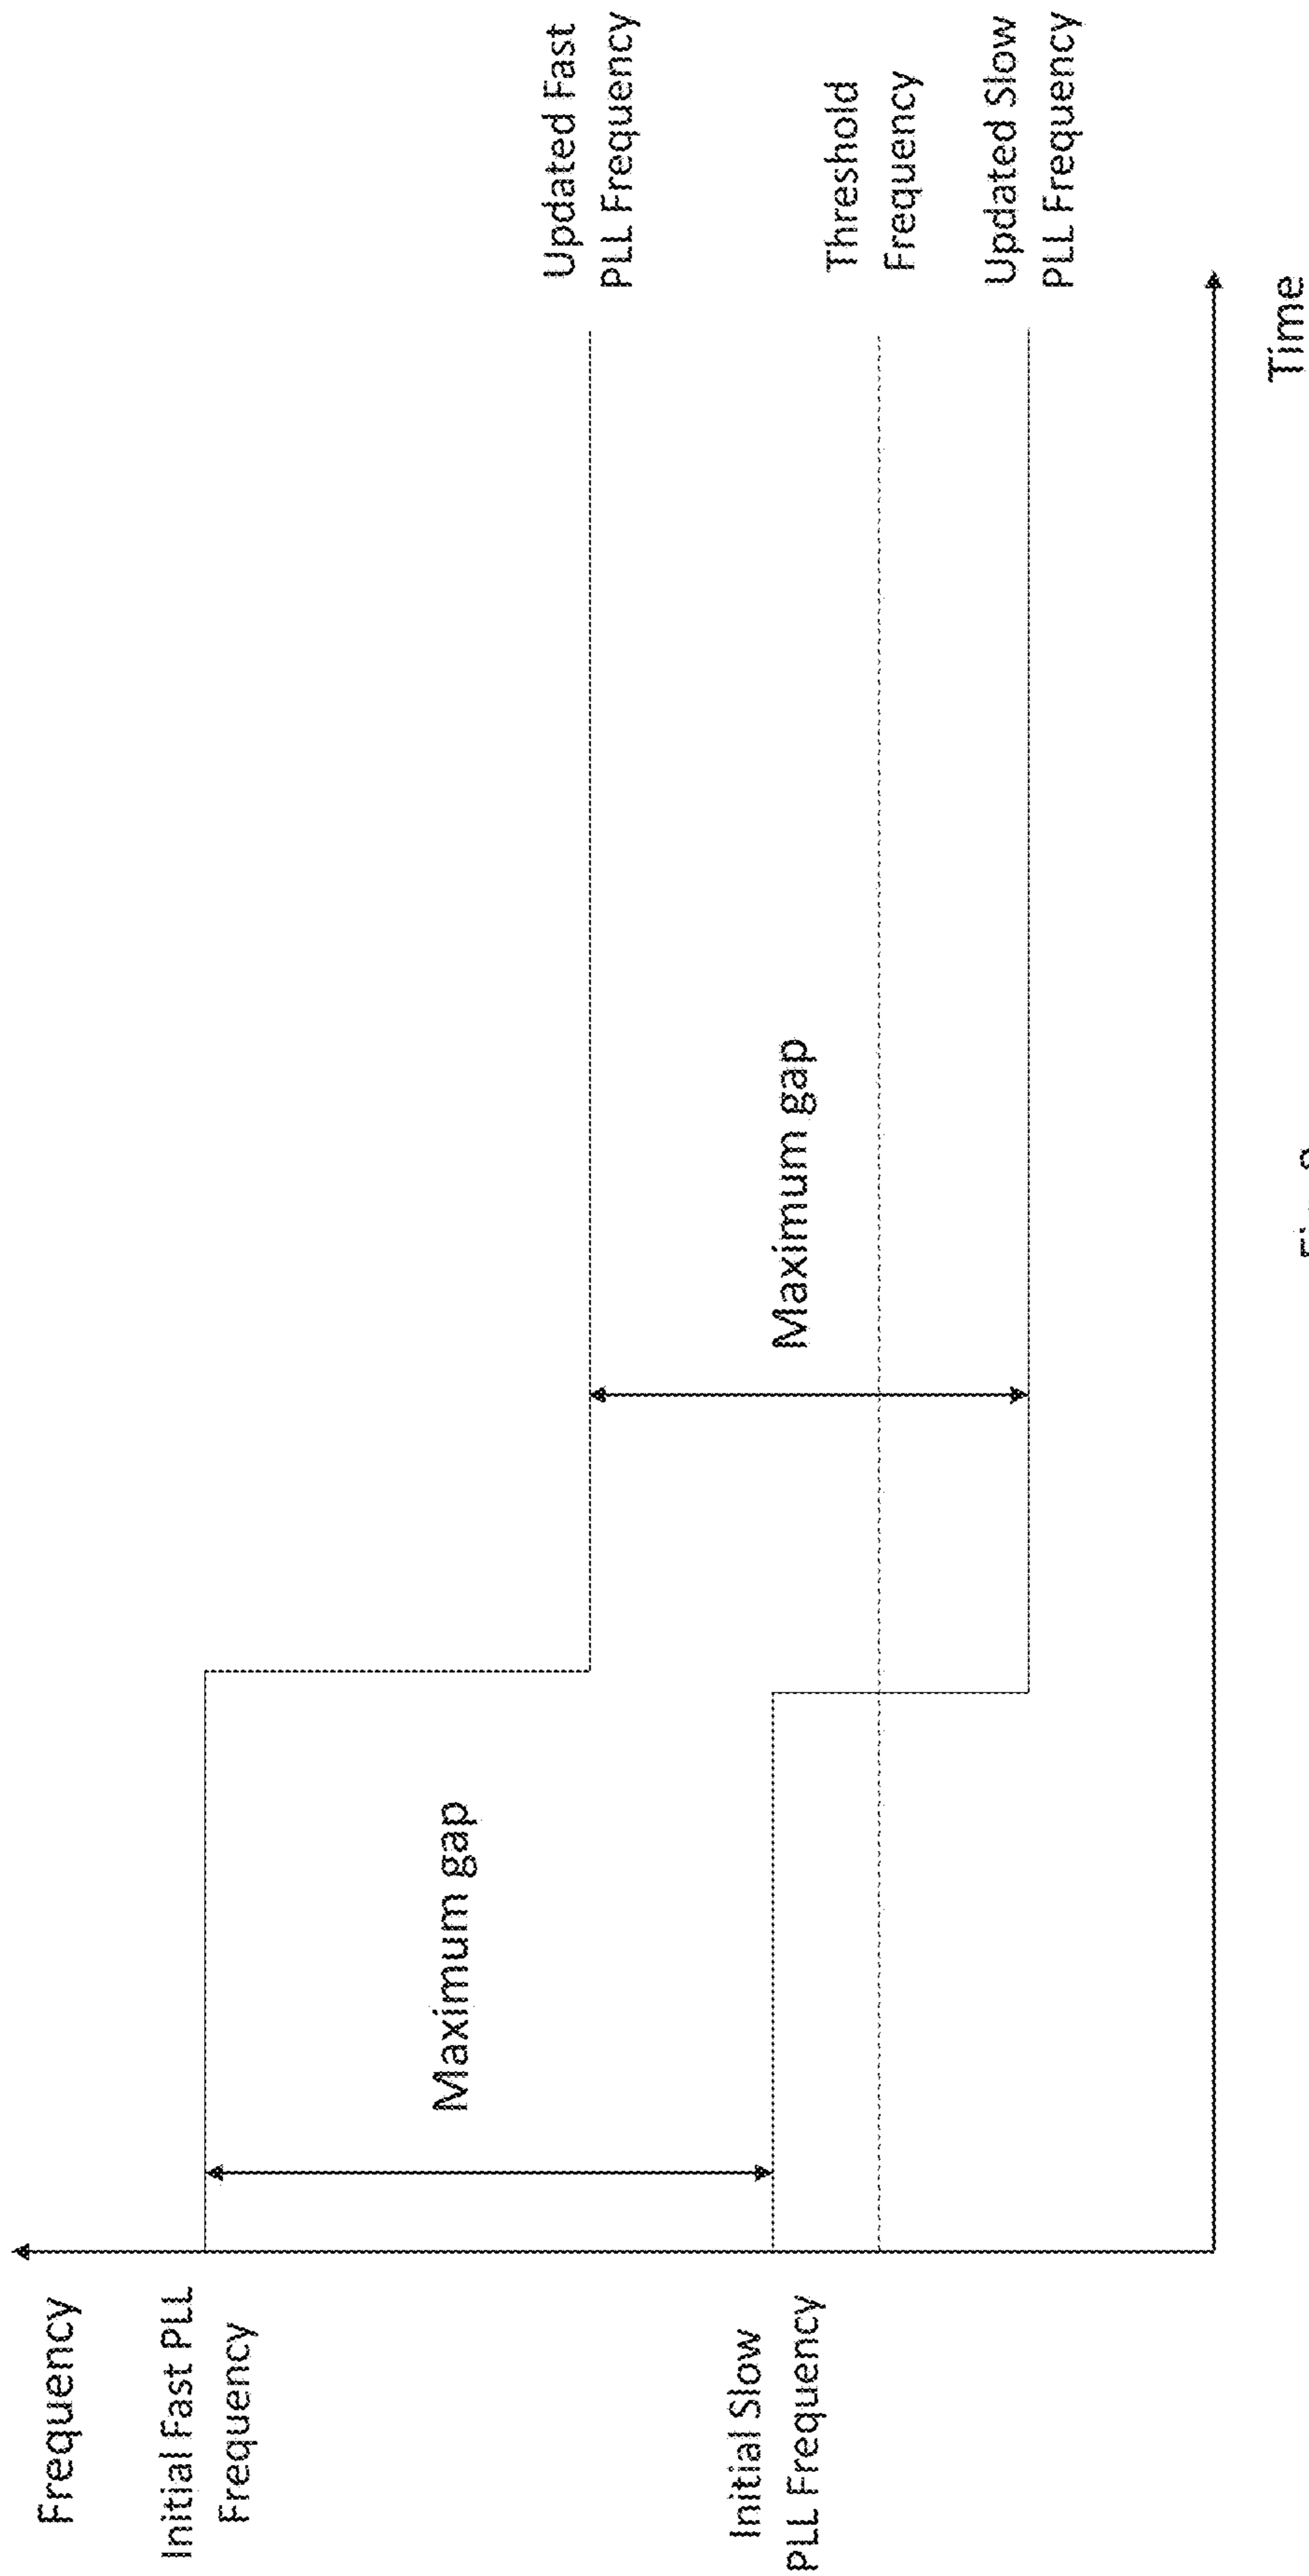 Frequency
Initial Fast PLL
Frequency
Maximum gap
Initial Slow
PLL Frequency
Maximum gap
Updated Fast
PLL Frequency
Threshold
Frequency
Updated Slow
PLL Frequency
Time